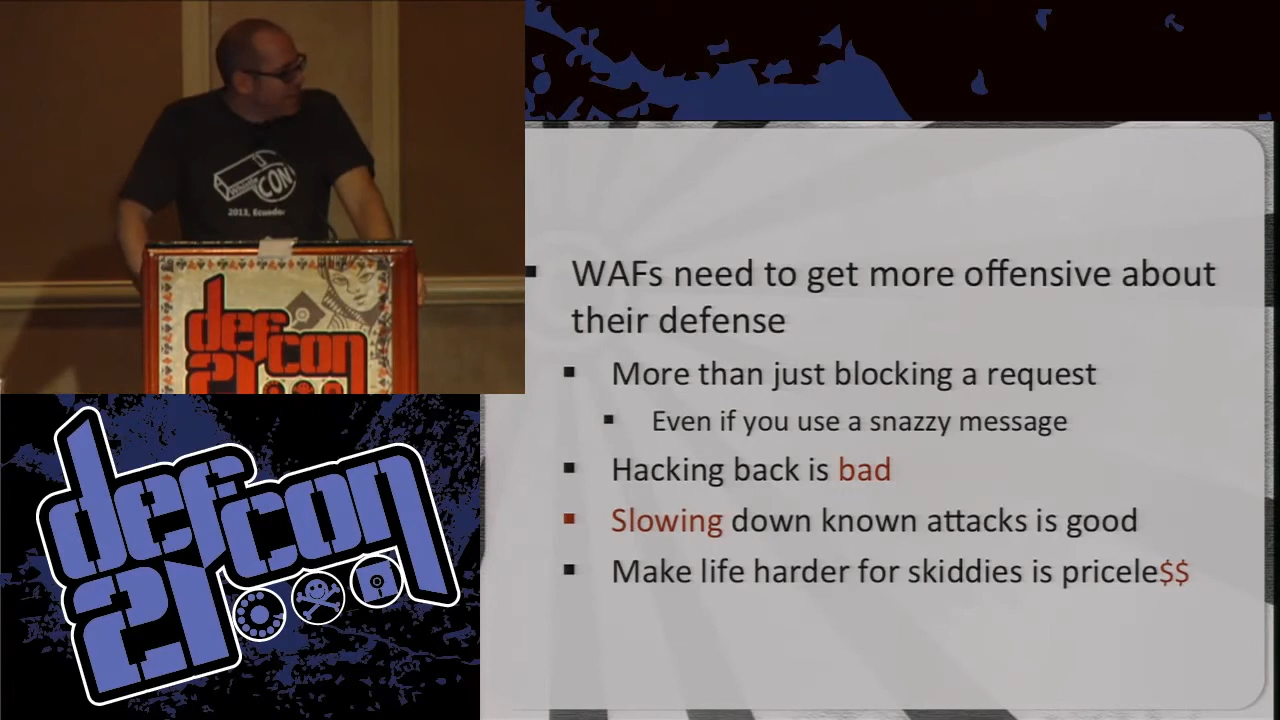 Whistle
CON
2013, Ecuador
defcon
21
defcon
21
WAFs need to get more offensive about
their defense
More than just blocking a request
Even if you use a snazzy message
Hacking back is bad
Slowing down known attacks is good
Make life harder for skiddies is pricele$$